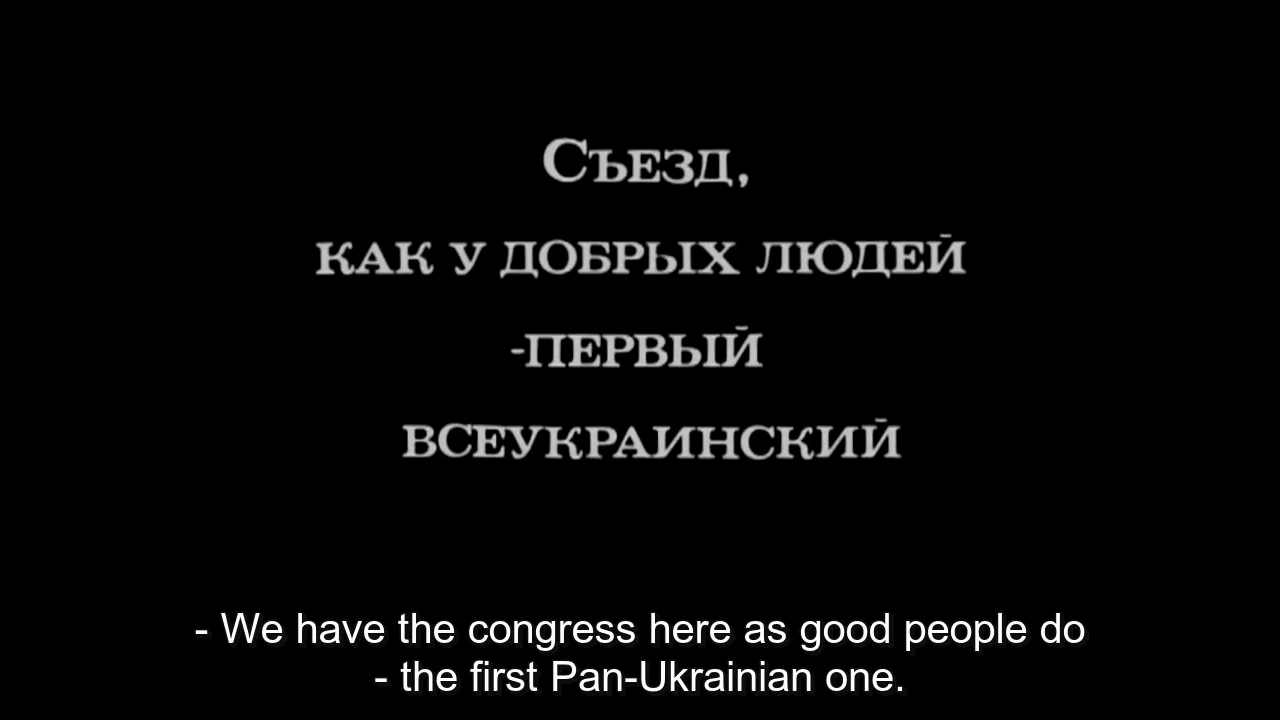 Съезд,
КАК У ДОБРЫХ ЛЮДЕЙ
-ПЕРВЫЙ
ВСЕУКРАИНСКИЙ
- We have the congress here as good people do
- the first Pan-Ukrainian one.